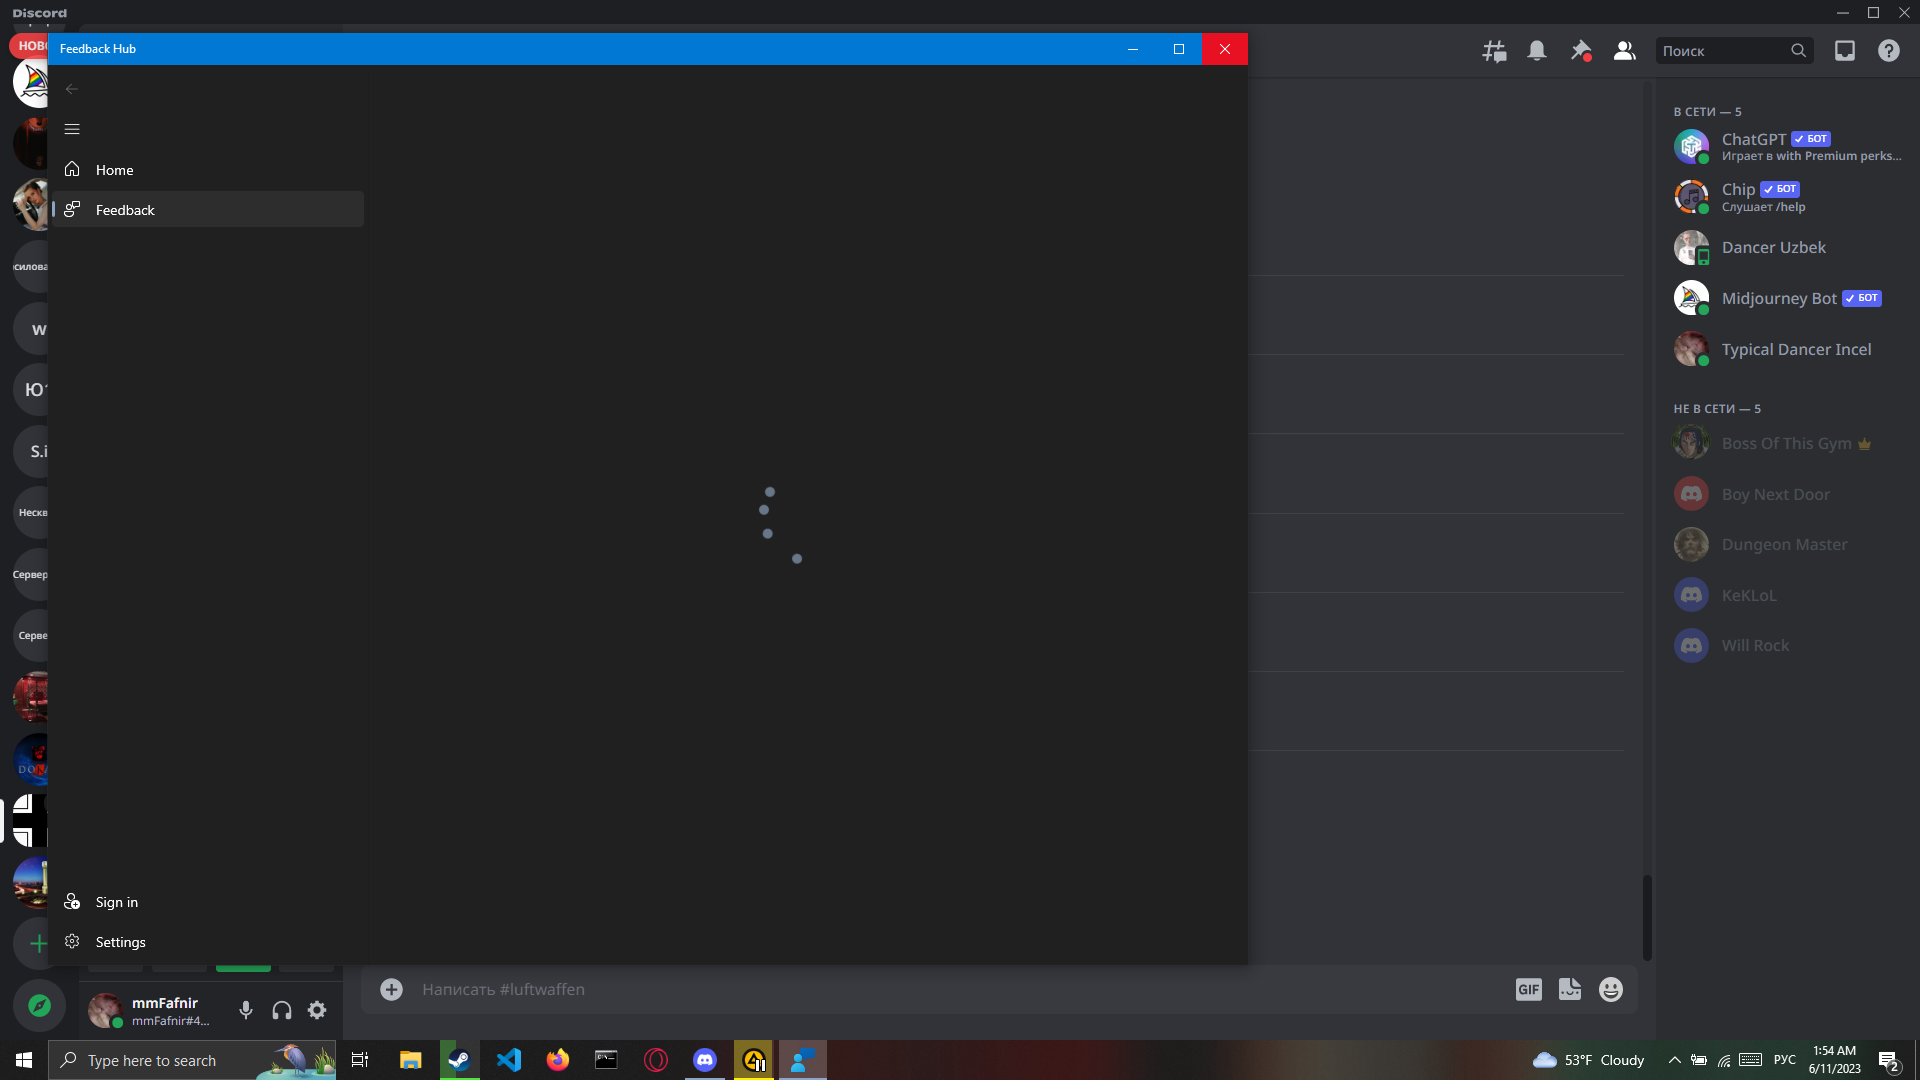 Discord
НОВО
Feedback Hub
Home
Feedback
Sign in
Settings
w
Ю
S.i
Нескв
Сервер
Серве
mmFafnir
mmFafnir#4...
Написать #luftwaffen
GIF
Поиск
В СЕТИ — 5
ChatGPT ✓ БОТ
Играет в with Premium perks...
Chip ✓ БОТ
Слушает /help
Dancer Uzbek
Midjourney Bot ✓ БОТ
Typical Dancer Incel
НЕ В СЕТИ — 5
Boss Of This Gym
Boy Next Door
Dungeon Master
KeKLoL
Will Rock
Type here to search
53°F Cloudy
РУС
1:54 AM
6/11/2023
2